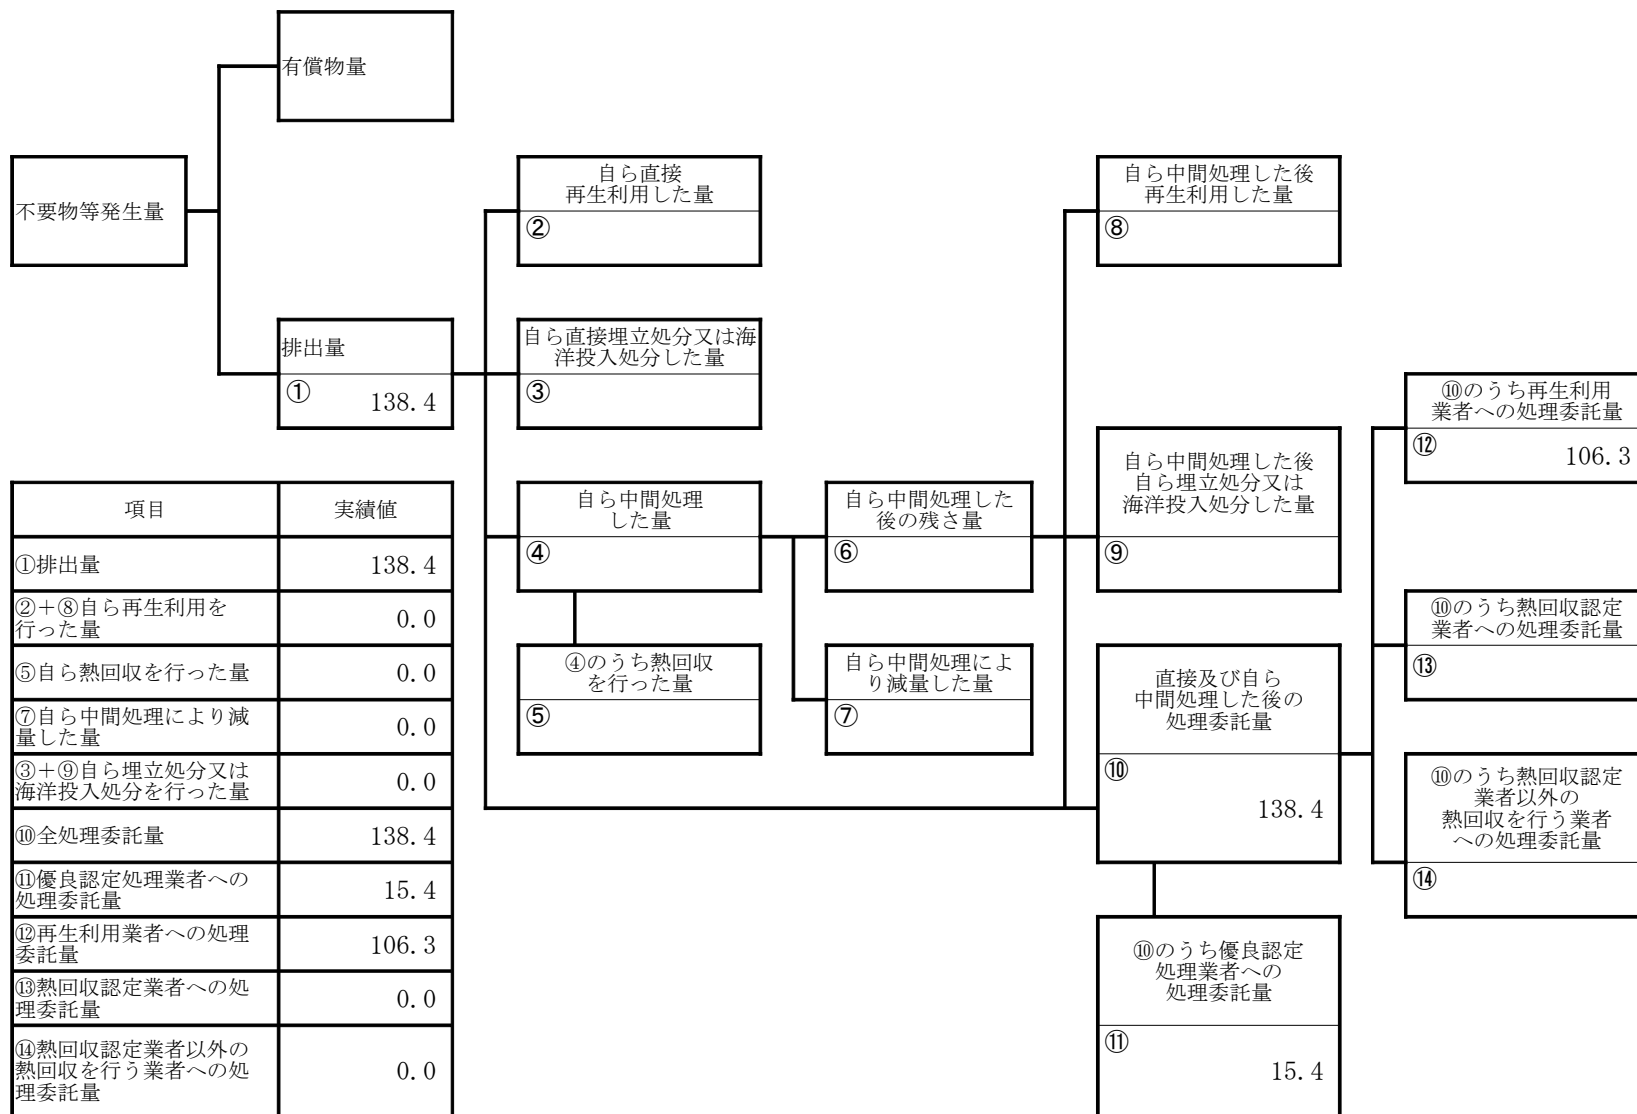 有償物量
不要物等発生量
自ら直接
再生利用した量
②
自ら中間処理した後
再生利用した量
⑧
排出量
①
138.4
自ら直接埋立処分又は海
洋投入処分した量
③
⑩のうち再生利用
業者への処理委託量
⑫
106.3
自ら中間処理
した量
④
自ら中間処理した
後の残さ量
⑥
自ら中間処理した後
自ら埋立処分又は
海洋投入処分した量
⑨
⑩のうち熱回収認定
業者への処理委託量
⑬
④のうち熱回収
を行った量
⑤
自ら中間処理によ
り減量した量
⑦
直接及び自ら
中間処理した後の
処理委託量
⑩
138.4
⑩のうち熱回収認定
業者以外の
熱回収を行う業者
への処理委託量
⑭
⑩のうち優良認定
処理業者への
処理委託量
⑪
15.4
項目 実績値
①排出量 138.4
②+⑧自ら再生利用を
行った量 0.0
⑤自ら熱回収を行った量 0.0
⑦自ら中間処理により減
量した量 0.0
③+⑨自ら埋立処分又は
海洋投入処分を行った量 0.0
⑩全処理委託量 138.4
⑪優良認定処理業者への
処理委託量 15.4
⑫再生利用業者への処理
委託量 106.3
⑬熱回収認定業者への処
理委託量 0.0
⑭熱回収認定業者以外の
熱回収を行う業者への処
理委託量 0.0